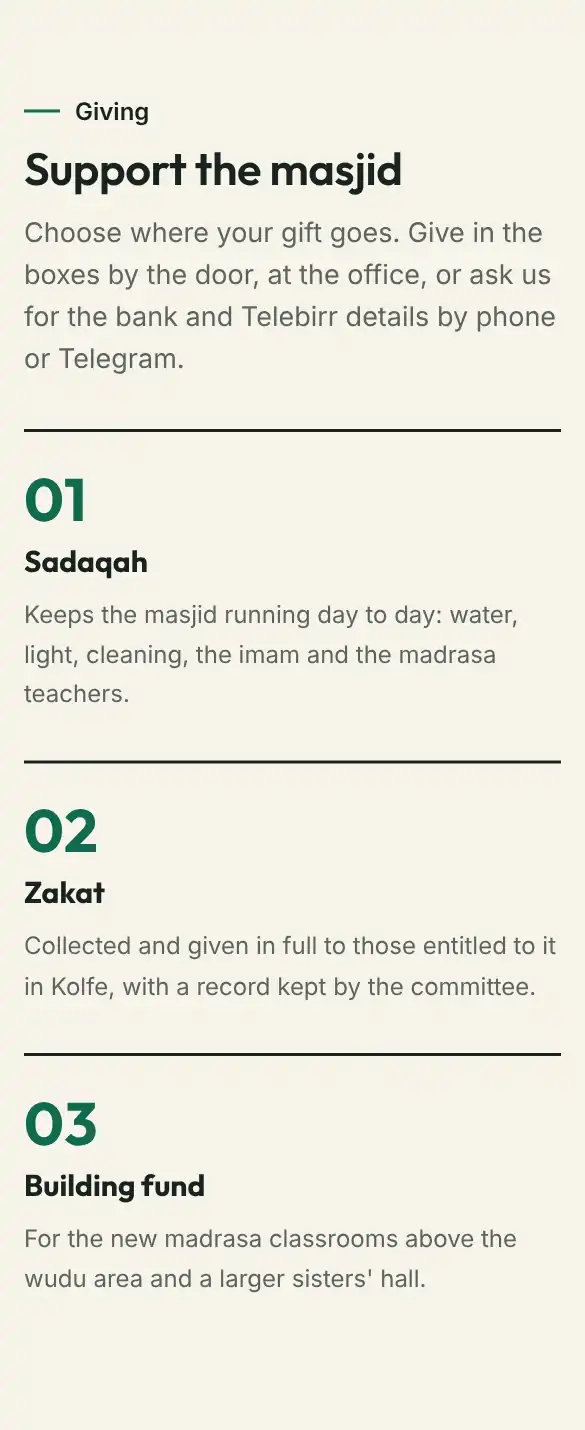 Giving
Support the masjid
Choose where your gift goes. Give in the
boxes by the door, at the office, or ask us
for the bank and Telebirr details by phone
or Telegram.
01
Sadaqah
Keeps the masjid running day to day: water,
light, cleaning, the imam and the madrasa
teachers.
02
Zakat
Collected and given in full to those entitled to it
in Kolfe, with a record kept by the committee.
03
Building fund
For the new madrasa classrooms above the
wudu area and a larger sisters' hall.